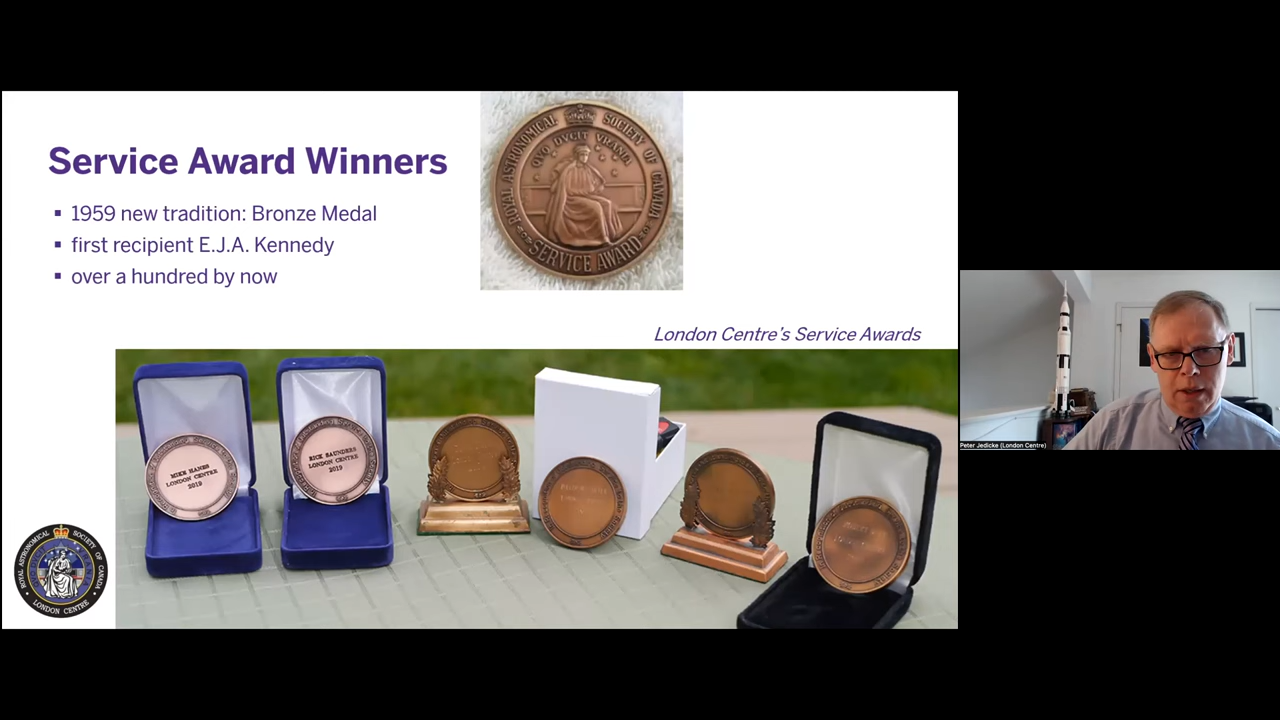 Service Award Winners
▪ 1959 new tradition: Bronze Medal
▪ first recipient E.J.A. Kennedy
▪ over a hundred by now
ROYAL ASTRONOMICAL SOCIETY OF CANADA
QVO DVCIT VRANIA
SERVICE AWARD
London Centre's Service Awards
MIKE HANES
LONDON CENTRE
2019
RICK SAUNDERS
LONDON CENTRE
2019
ROYAL ASTRONOMICAL SOCIETY OF CANADA
LONDON CENTRE
Peter Jedicke (London Centre)